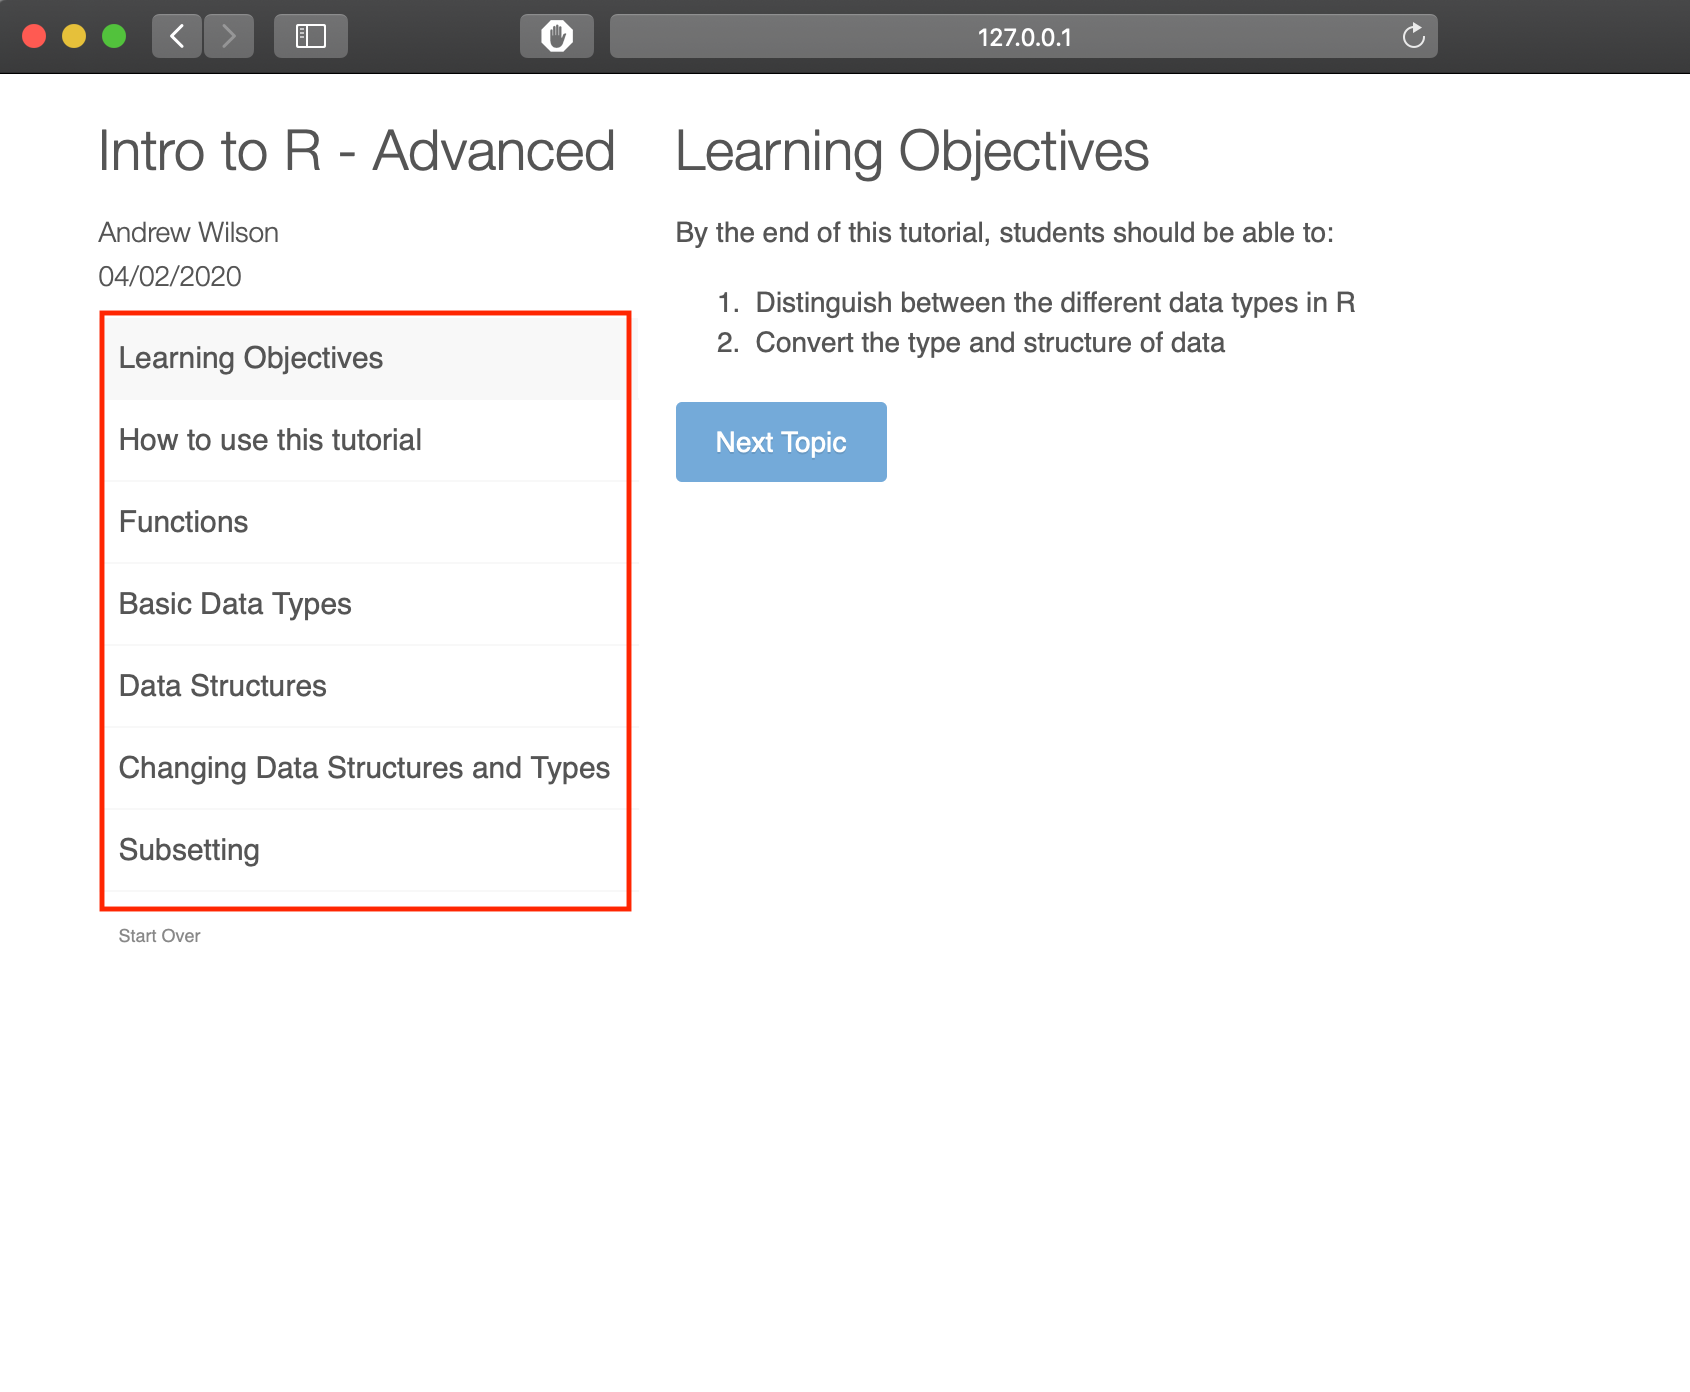 127.0.0.1
Intro to R - Advanced
Andrew Wilson
04/02/2020
Learning Objectives
How to use this tutorial
Functions
Basic Data Types
Data Structures
Changing Data Structures and Types
Subsetting
Start Over
Learning Objectives
By the end of this tutorial, students should be able to:
1. Distinguish between the different data types in R
2. Convert the type and structure of data
Next Topic